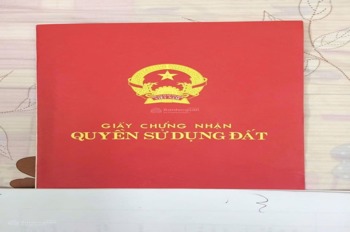 GIẤY CHỨNG NHẬN
QUYỀN SỬ DỤNG ĐẤT